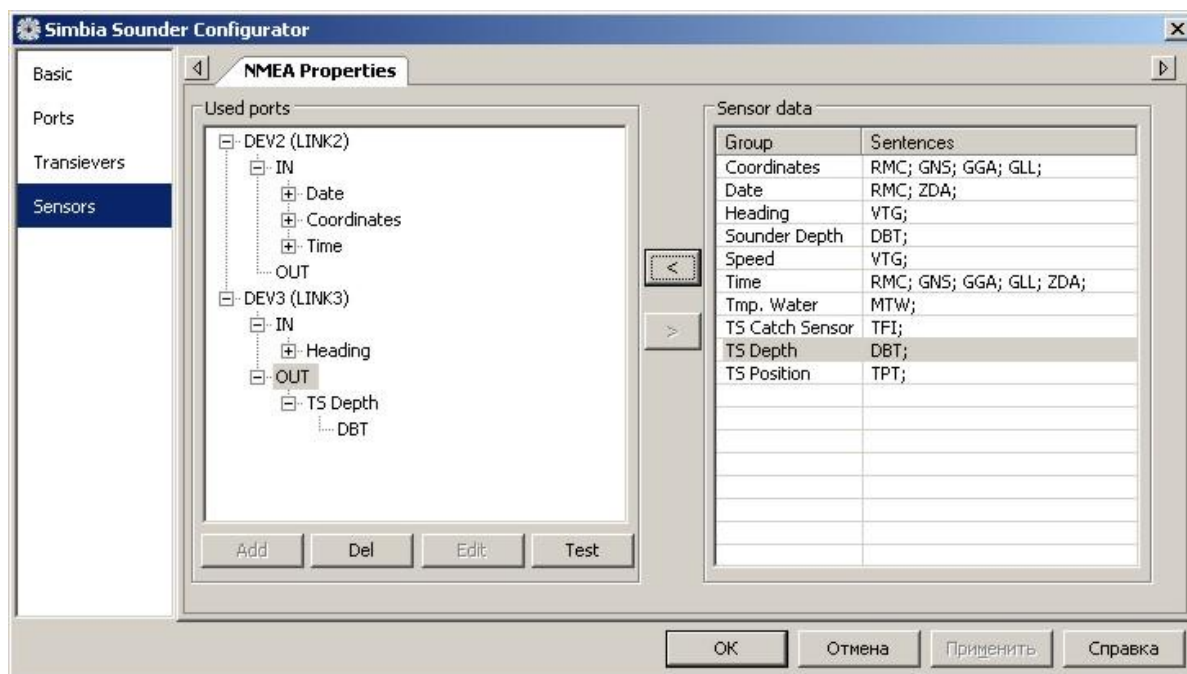 Simbia Sounder Configurator
Basic
Ports
Transievers
Sensors
NMEA Properties
Used ports
DEV2 (LINK2)
IN
Date
Coordinates
Time
OUT
DEV3 (LINK3)
IN
Heading
OUT
TS Depth
DBT
Add Del Edit Test
<
>
Sensor data
Group Sentences
Coordinates RMC; GNS; GGA; GLL;
Date RMC; ZDA;
Heading VTG;
Sounder Depth DBT;
Speed VTG;
Time RMC; GNS; GGA; GLL; ZDA;
Tmp. Water MTW;
TS Catch Sensor TFI;
TS Depth DBT;
TS Position TPT;
OK Отмена Применить Справка